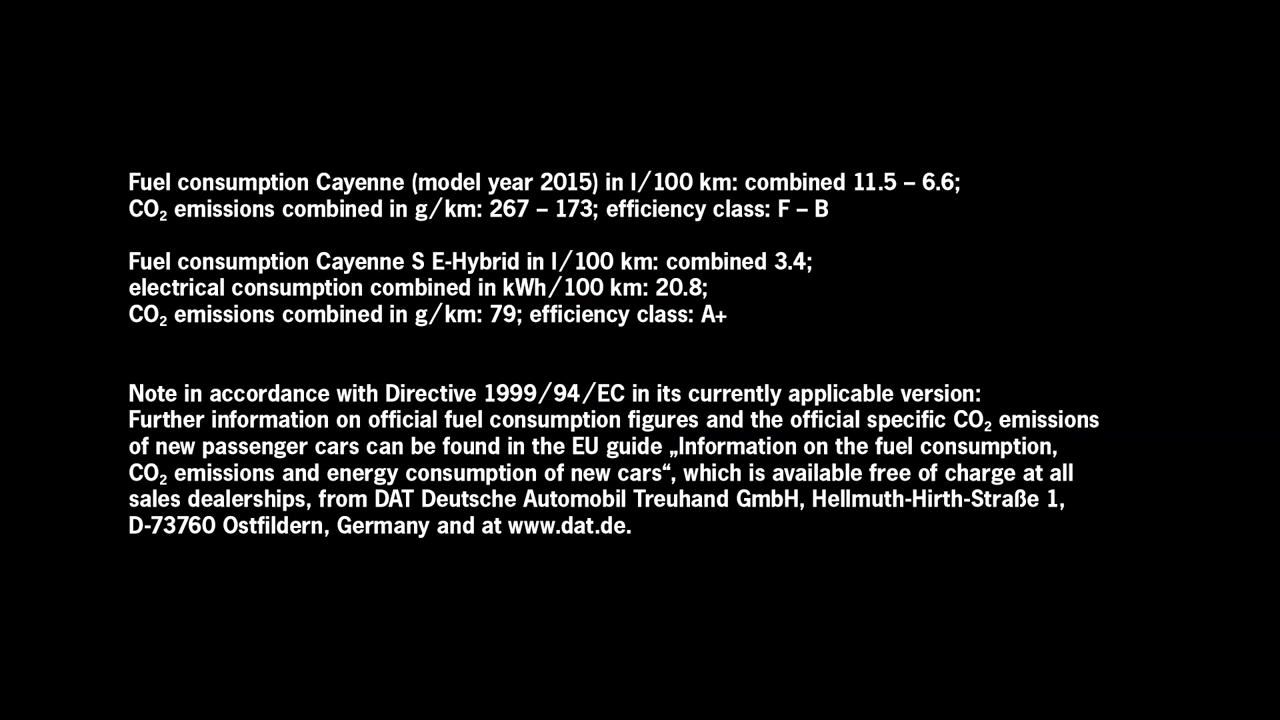 Fuel consumption Cayenne (model year 2015) in l/100 km: combined 11.5 – 6.6;
CO₂ emissions combined in g/km: 267 – 173; efficiency class: F – B
Fuel consumption Cayenne S E-Hybrid in l/100 km: combined 3.4;
electrical consumption combined in kWh/100 km: 20.8;
CO₂ emissions combined in g/km: 79; efficiency class: A+
Note in accordance with Directive 1999/94/EC in its currently applicable version:
Further information on official fuel consumption figures and the official specific CO₂ emissions
of new passenger cars can be found in the EU guide „Information on the fuel consumption,
CO₂ emissions and energy consumption of new cars“, which is available free of charge at all
sales dealerships, from DAT Deutsche Automobil Treuhand GmbH, Hellmuth-Hirth-Straße 1,
D-73760 Ostfildern, Germany and at www.dat.de.